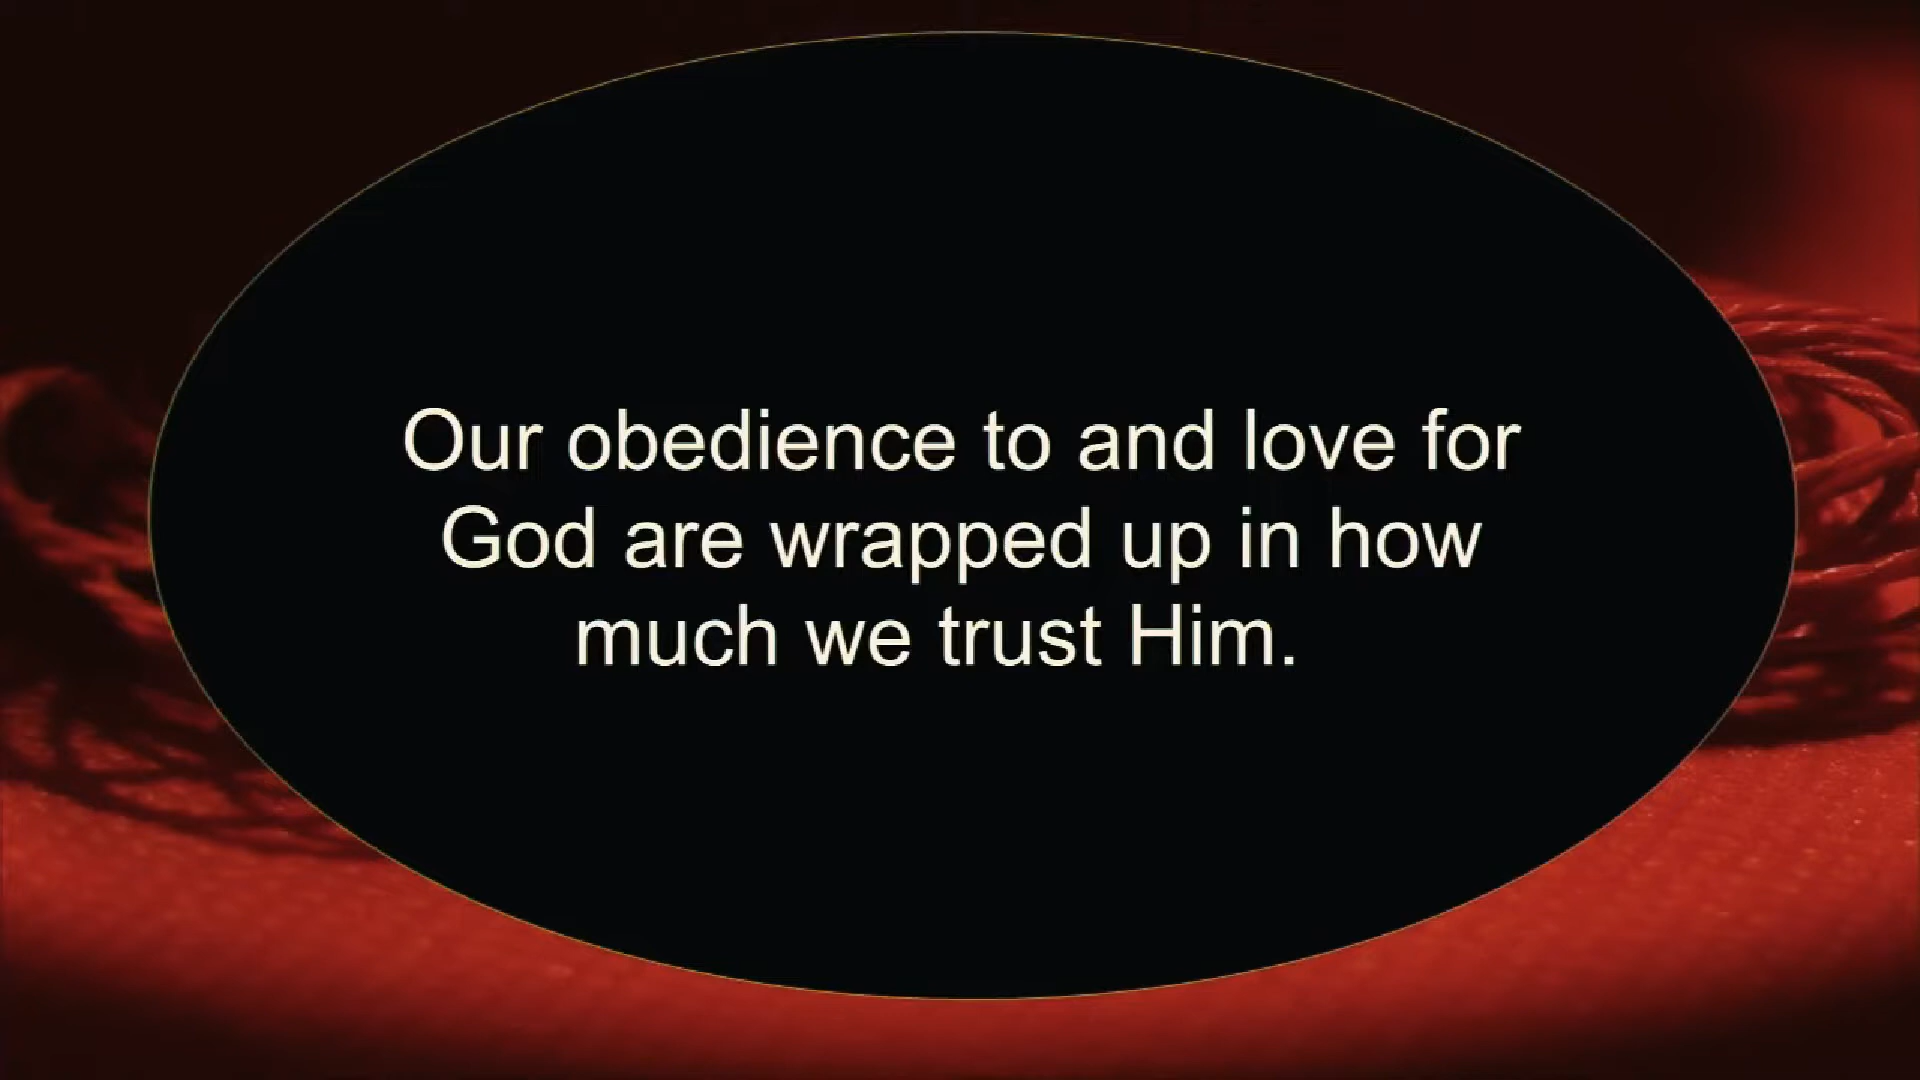 Our obedience to and love for
God are wrapped up in how
much we trust Him.